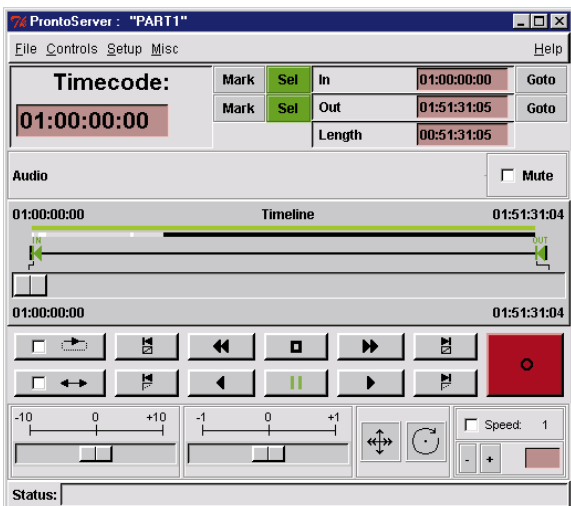 ProntoServer : "PART1"
File Controls Setup Misc Help
Timecode: Mark Sel In 01:00:00:00 Goto
01:00:00:00 Mark Sel Out 01:51:31:05 Goto
Length 00:51:31:05
Audio Mute
01:00:00:00 Timeline 01:51:31:04
IN OUT
01:00:00:00 01:51:31:04
-10 0 +10 -1 0 +1 Speed: 1
- +
Status: